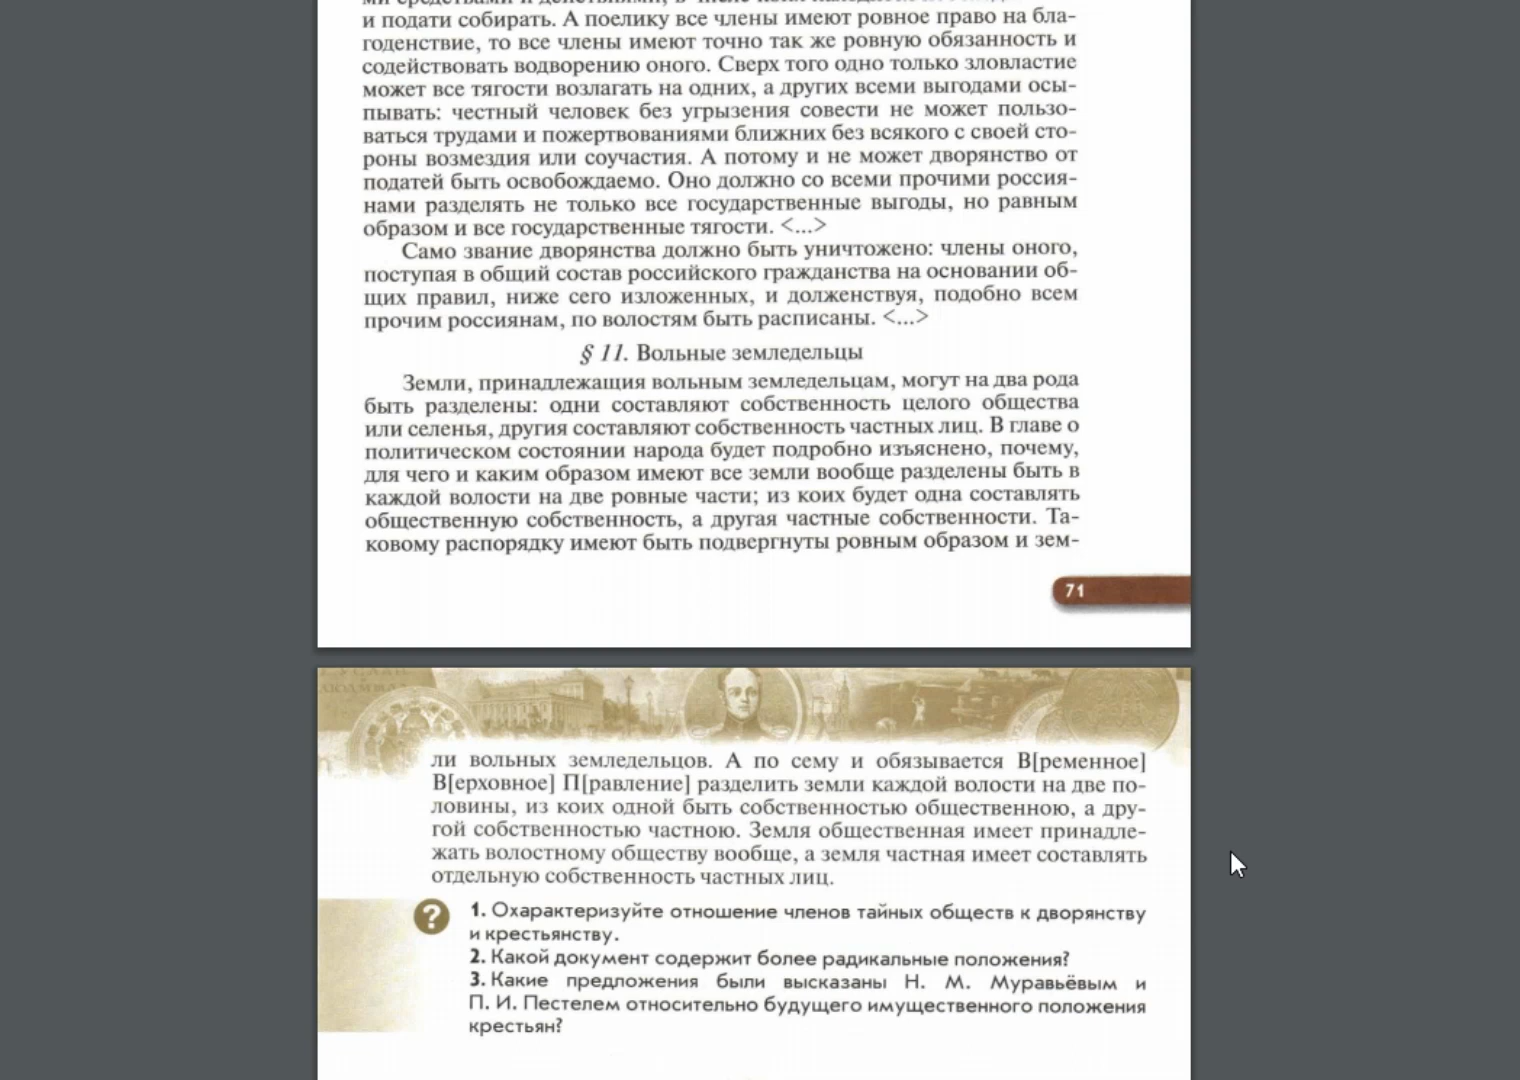 и подати собирать. А поелику все члены имеют ровное право на бла-
годенствие, то все члены имеют точно так же ровную обязанность и
содействовать водворению оного. Сверх того одно только зловластие
может все тягости возлагать на одних, а других всеми выгодами осы-
пывать: честный человек без угрызения совести не может пользо-
ваться трудами и пожертвованиями ближних без всякого с своей сто-
роны возмездия или соучастия. А потому и не может дворянство от
податей быть освобождаемо. Оно должно со всеми прочими россия-
нами разделять не только все государственные выгоды, но равным
образом и все государственные тягости. <...>
Само звание дворянства должно быть уничтожено: члены оного,
поступая в общий состав российского гражданства на основании об-
щих правил, ниже сего изложенных, и долженствуя, подобно всем
прочим россиянам, по волостям быть расписаны. <...>
§ 11. Вольные земледельцы
Земли, принадлежащия вольным земледельцам, могут на два рода
быть разделены: одни составляют собственность целого общества
или селенья, другия составляют собственность частных лиц. В главе о
политическом состоянии народа будет подробно изъяснено, почему,
для чего и каким образом имеют все земли вообще разделены быть в
каждой волости на две ровные части; из коих будет одна составлять
общественную собственность, а другая частные собственности. Та-
ковому распорядку имеют быть подвергнуты ровным образом и зем-
71
ли вольных земледельцов. А по сему и обязывается В[ременное]
В[ерховное] П[равление] разделить земли каждой волости на две по-
ловины, из коих одной быть собственностью общественною, а дру-
гой собственностью частною. Земля общественная имеет принадле-
жать волостному обществу вообще, а земля частная имеет составлять
отдельную собственность частных лиц.
?
1. Охарактеризуйте отношение членов тайных обществ к дворянству
и крестьянству.
2. Какой документ содержит более радикальные положения?
3. Какие предложения были высказаны Н. М. Муравьёвым и
П. И. Пестелем относительно будущего имущественного положения
крестьян?